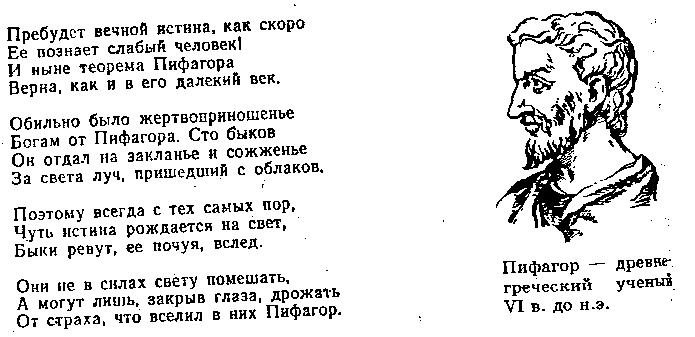 Пребудет вечной истина, как скоро
Ее познает слабый человек!
И ныне теорема Пифагора
Верна, как и в его далекий век.
Обильно было жертвоприношенье
Богам от Пифагора. Сто быков
Он отдал на закланье и сожженье
За света луч, пришедший с облаков.
Поэтому всегда с тех самых пор,
Чуть истина рождается на свет,
Быки ревут, ее почуя, вслед.
Они не в силах свету помешать,
А могут лишь, закрыв глаза, дрожать
От страха, что вселил в них Пифагор.
Пифагор — древне-
греческий ученый
VI в. до н.э.